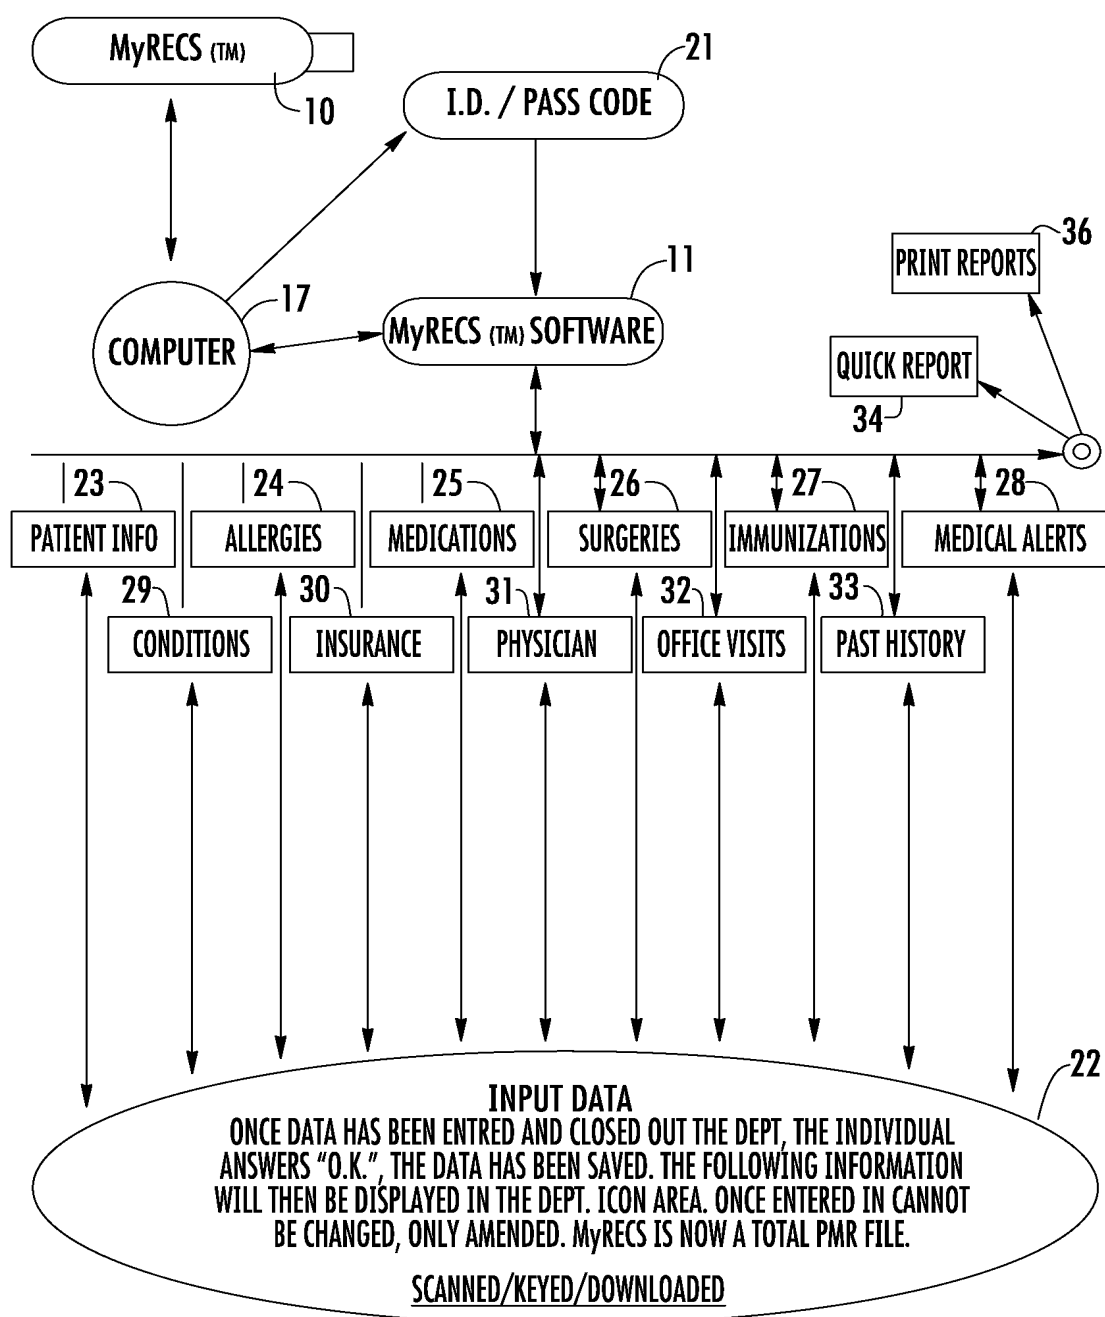 MyRECS (TM)
10
21
I.D. / PASS CODE
36
PRINT REPORTS
11
17
MyRECS (TM) SOFTWARE
COMPUTER
QUICK REPORT
34
23
24
25
26
27
28
PATIENT INFO
ALLERGIES
MEDICATIONS
SURGERIES
IMMUNIZATIONS
MEDICAL ALERTS
29
30
31
32
33
CONDITIONS
INSURANCE
PHYSICIAN
OFFICE VISITS
PAST HISTORY
22
INPUT DATA
ONCE DATA HAS BEEN ENTRED AND CLOSED OUT THE DEPT, THE INDIVIDUAL
ANSWERS "O.K.", THE DATA HAS BEEN SAVED. THE FOLLOWING INFORMATION
WILL THEN BE DISPLAYED IN THE DEPT. ICON AREA. ONCE ENTERED IN CANNOT
BE CHANGED, ONLY AMENDED. MyRECS IS NOW A TOTAL PMR FILE.
SCANNED/KEYED/DOWNLOADED